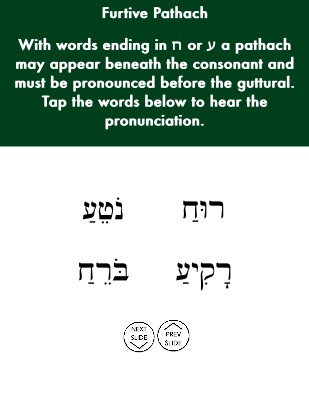 Furtive Pathach
With words ending in ח or ע a pathach
may appear beneath the consonant and
must be pronounced before the guttural.
Tap the words below to hear the
pronunciation.
רוּחַ נֹטֵעַ
רָקִיעַ בֹּרֵחַ
NEXT SLIDE PREV SLIDE